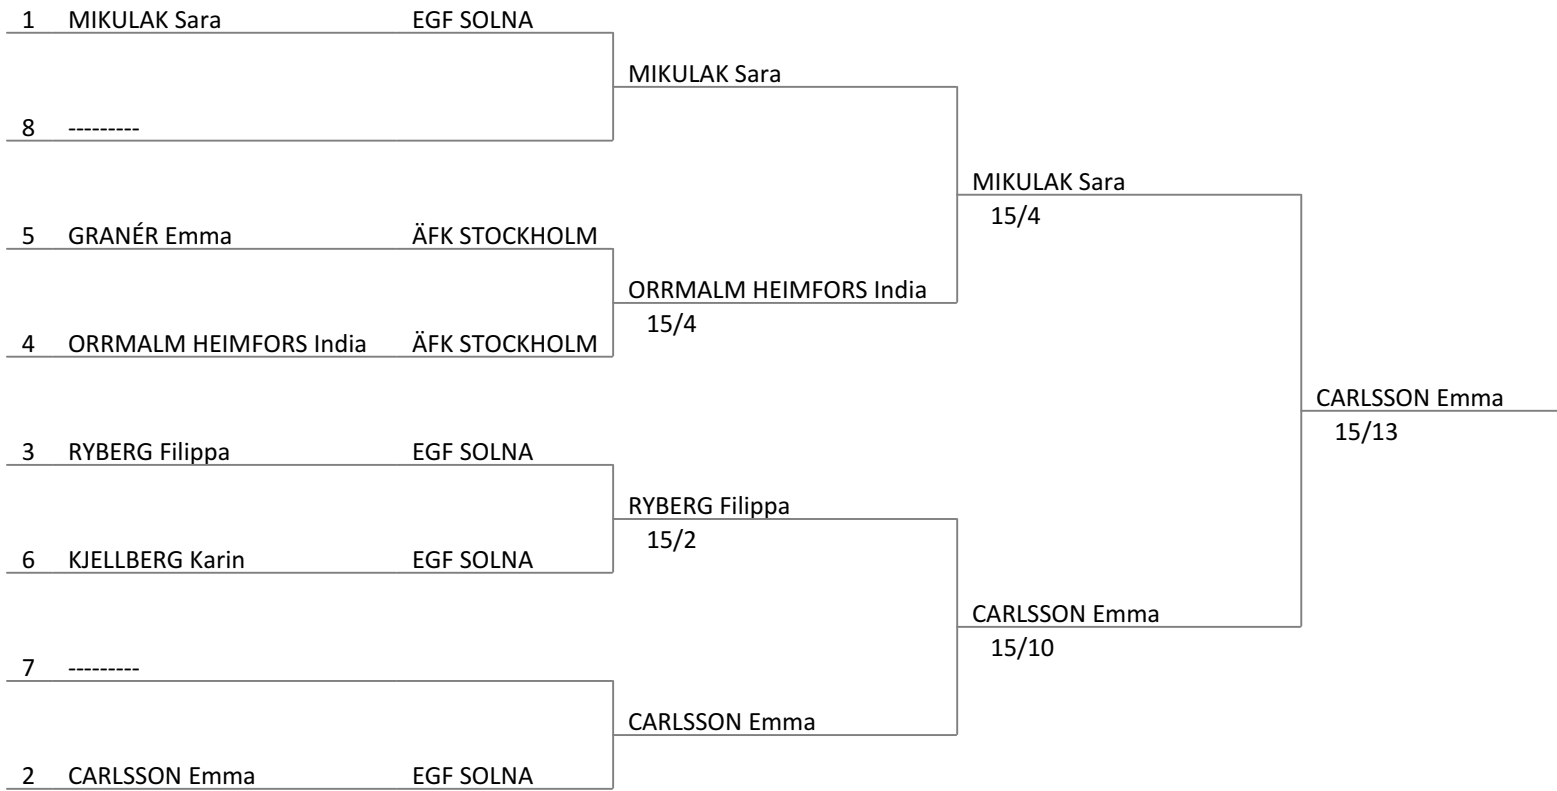 1 MIKULAK Sara EGF SOLNA
MIKULAK Sara
8 ---------
MIKULAK Sara
15/4
5 GRANÉR Emma ÄFK STOCKHOLM
ORRMALM HEIMFORS India
15/4
4 ORRMALM HEIMFORS India ÄFK STOCKHOLM
CARLSSON Emma
15/13
3 RYBERG Filippa EGF SOLNA
RYBERG Filippa
15/2
6 KJELLBERG Karin EGF SOLNA
CARLSSON Emma
15/10
7 ---------
CARLSSON Emma
2 CARLSSON Emma EGF SOLNA